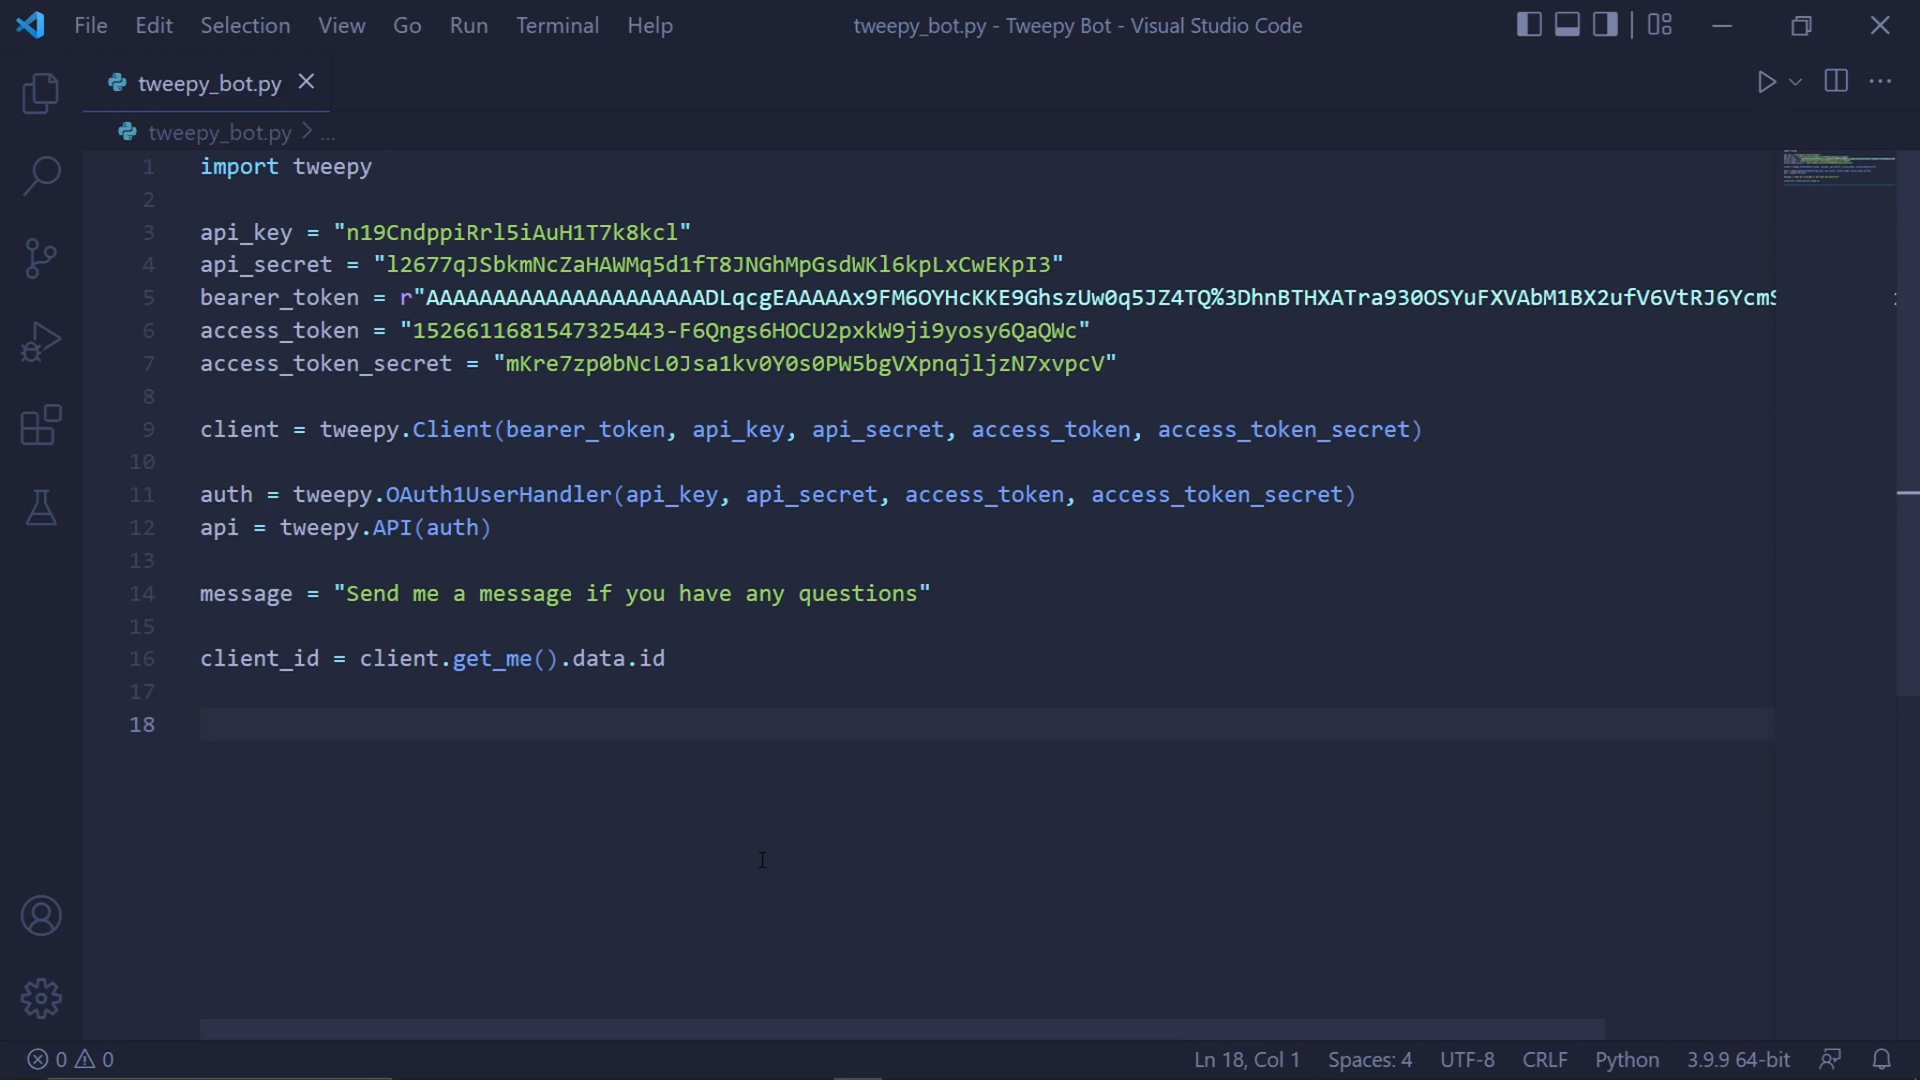 File Edit Selection View Go Run Terminal Help tweepy_bot.py - Tweepy Bot - Visual Studio Code
tweepy_bot.py
tweepy_bot.py > ...
1 import tweepy
2
3 api_key = "n19CndppiRrl5iAuH1T7k8kcl"
4 api_secret = "l2677qJSbkmNcZaHAWMq5d1fT8JNGhMpGsdWKl6kpLxCwEKpI3"
5 bearer_token = r"AAAAAAAAAAAAAAAAAAAAADLqcgEAAAAAx9FM6OYHcKKE9GhszUw0q5JZ4TQ%3DhnBTHXATra930OSYuFXVAbM1BX2ufV6VtRJ6YcmS
6 access_token = "1526611681547325443-F6Qngs6HOCU2pxkW9ji9yosy6QaQWc"
7 access_token_secret = "mKre7zp0bNcL0Jsa1kv0Y0s0PW5bgVXpnqjljzN7xvpcV"
8
9 client = tweepy.Client(bearer_token, api_key, api_secret, access_token, access_token_secret)
10
11 auth = tweepy.OAuth1UserHandler(api_key, api_secret, access_token, access_token_secret)
12 api = tweepy.API(auth)
13
14 message = "Send me a message if you have any questions"
15
16 client_id = client.get_me().data.id
17
18
0 0 Ln 18, Col 1 Spaces: 4 UTF-8 CRLF Python 3.9.9 64-bit